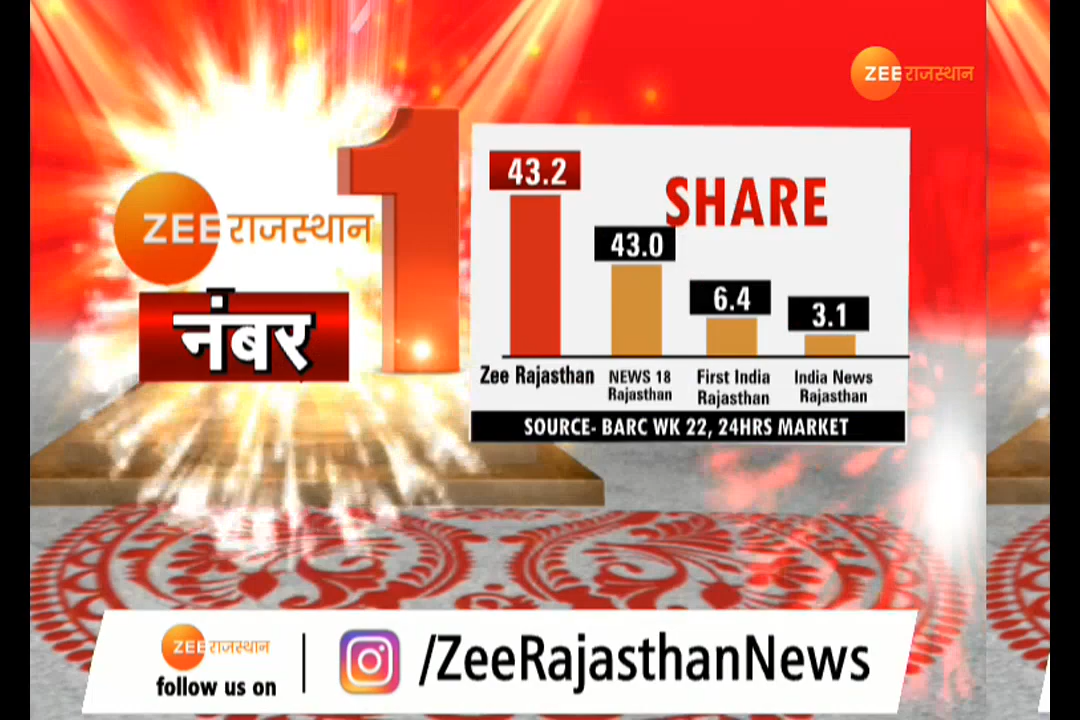 ZEE राजस्थान
ZEE राजस्थान
नंबर
1
SHARE
43.2
43.0
6.4
3.1
Zee Rajasthan
NEWS 18
Rajasthan
First India
Rajasthan
India News
Rajasthan
SOURCE- BARC WK 22, 24HRS MARKET
ZEE राजस्थान
follow us on
/ZeeRajasthanNews